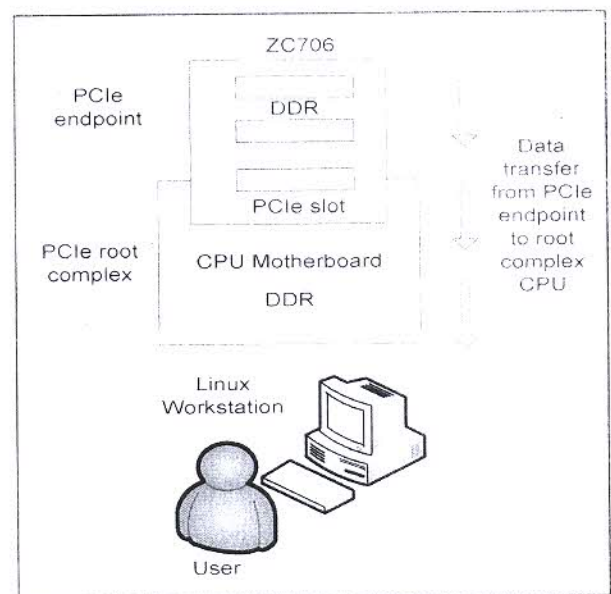 ZC706
PCIe
endpoint
DDR
PCIe slot
Data
transfer
from PCIe
endpoint
to root
complex
CPU
PCIe root
complex
CPU Motherboard
DDR
Linux
Workstation
User